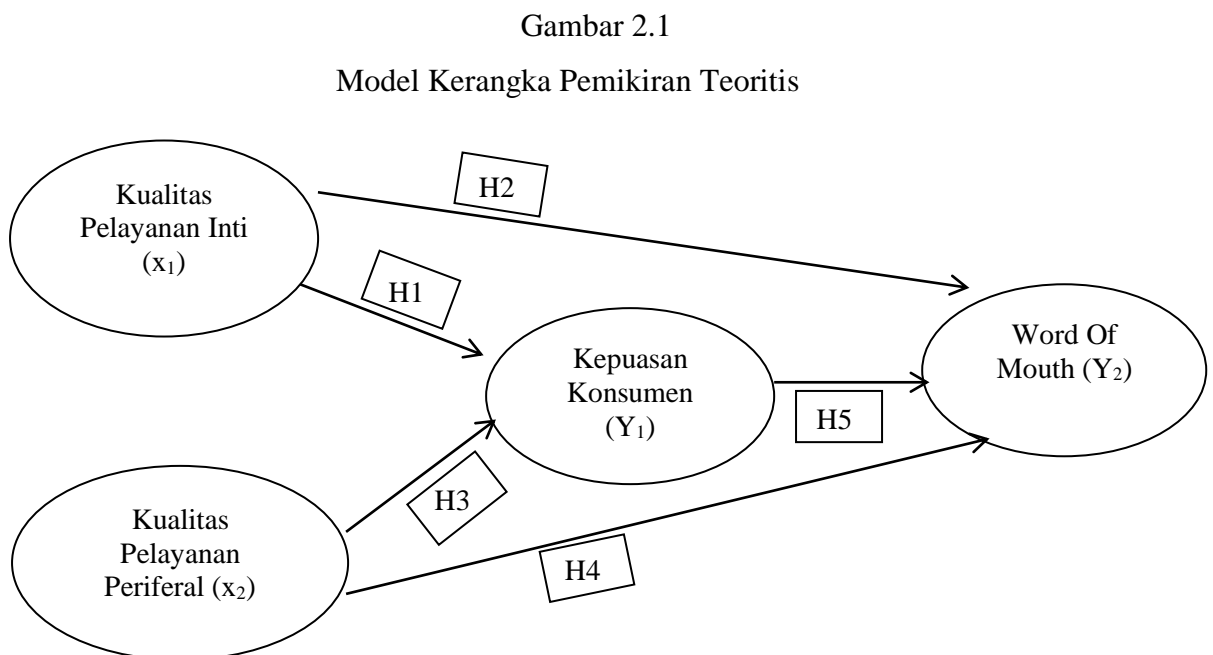 Gambar 2.1
Model Kerangka Pemikiran Teoritis
Kualitas
Pelayanan Inti
(x₁)
H2
H1
Kepuasan
Konsumen
(Y₁)
Word Of
Mouth (Y₂)
H5
H3
Kualitas
Pelayanan
Periferal (x₂)
H4